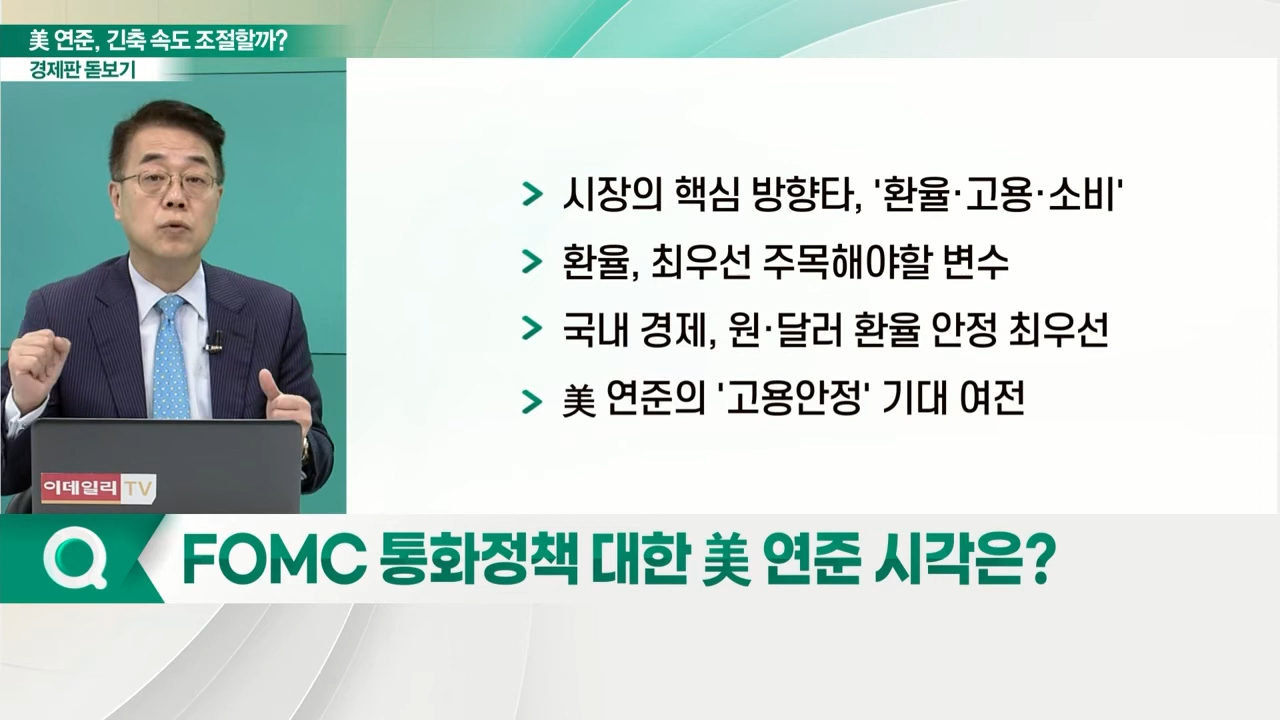 美 연준, 긴축 속도 조절할까?
경제판 돋보기
> 시장의 핵심 방향타, '환율·고용·소비'
> 환율, 최우선 주목해야할 변수
> 국내 경제, 원·달러 환율 안정 최우선
> 美 연준의 '고용안정' 기대 여전
이데일리 TV
Q FOMC 통화정책 대한 美 연준 시각은?